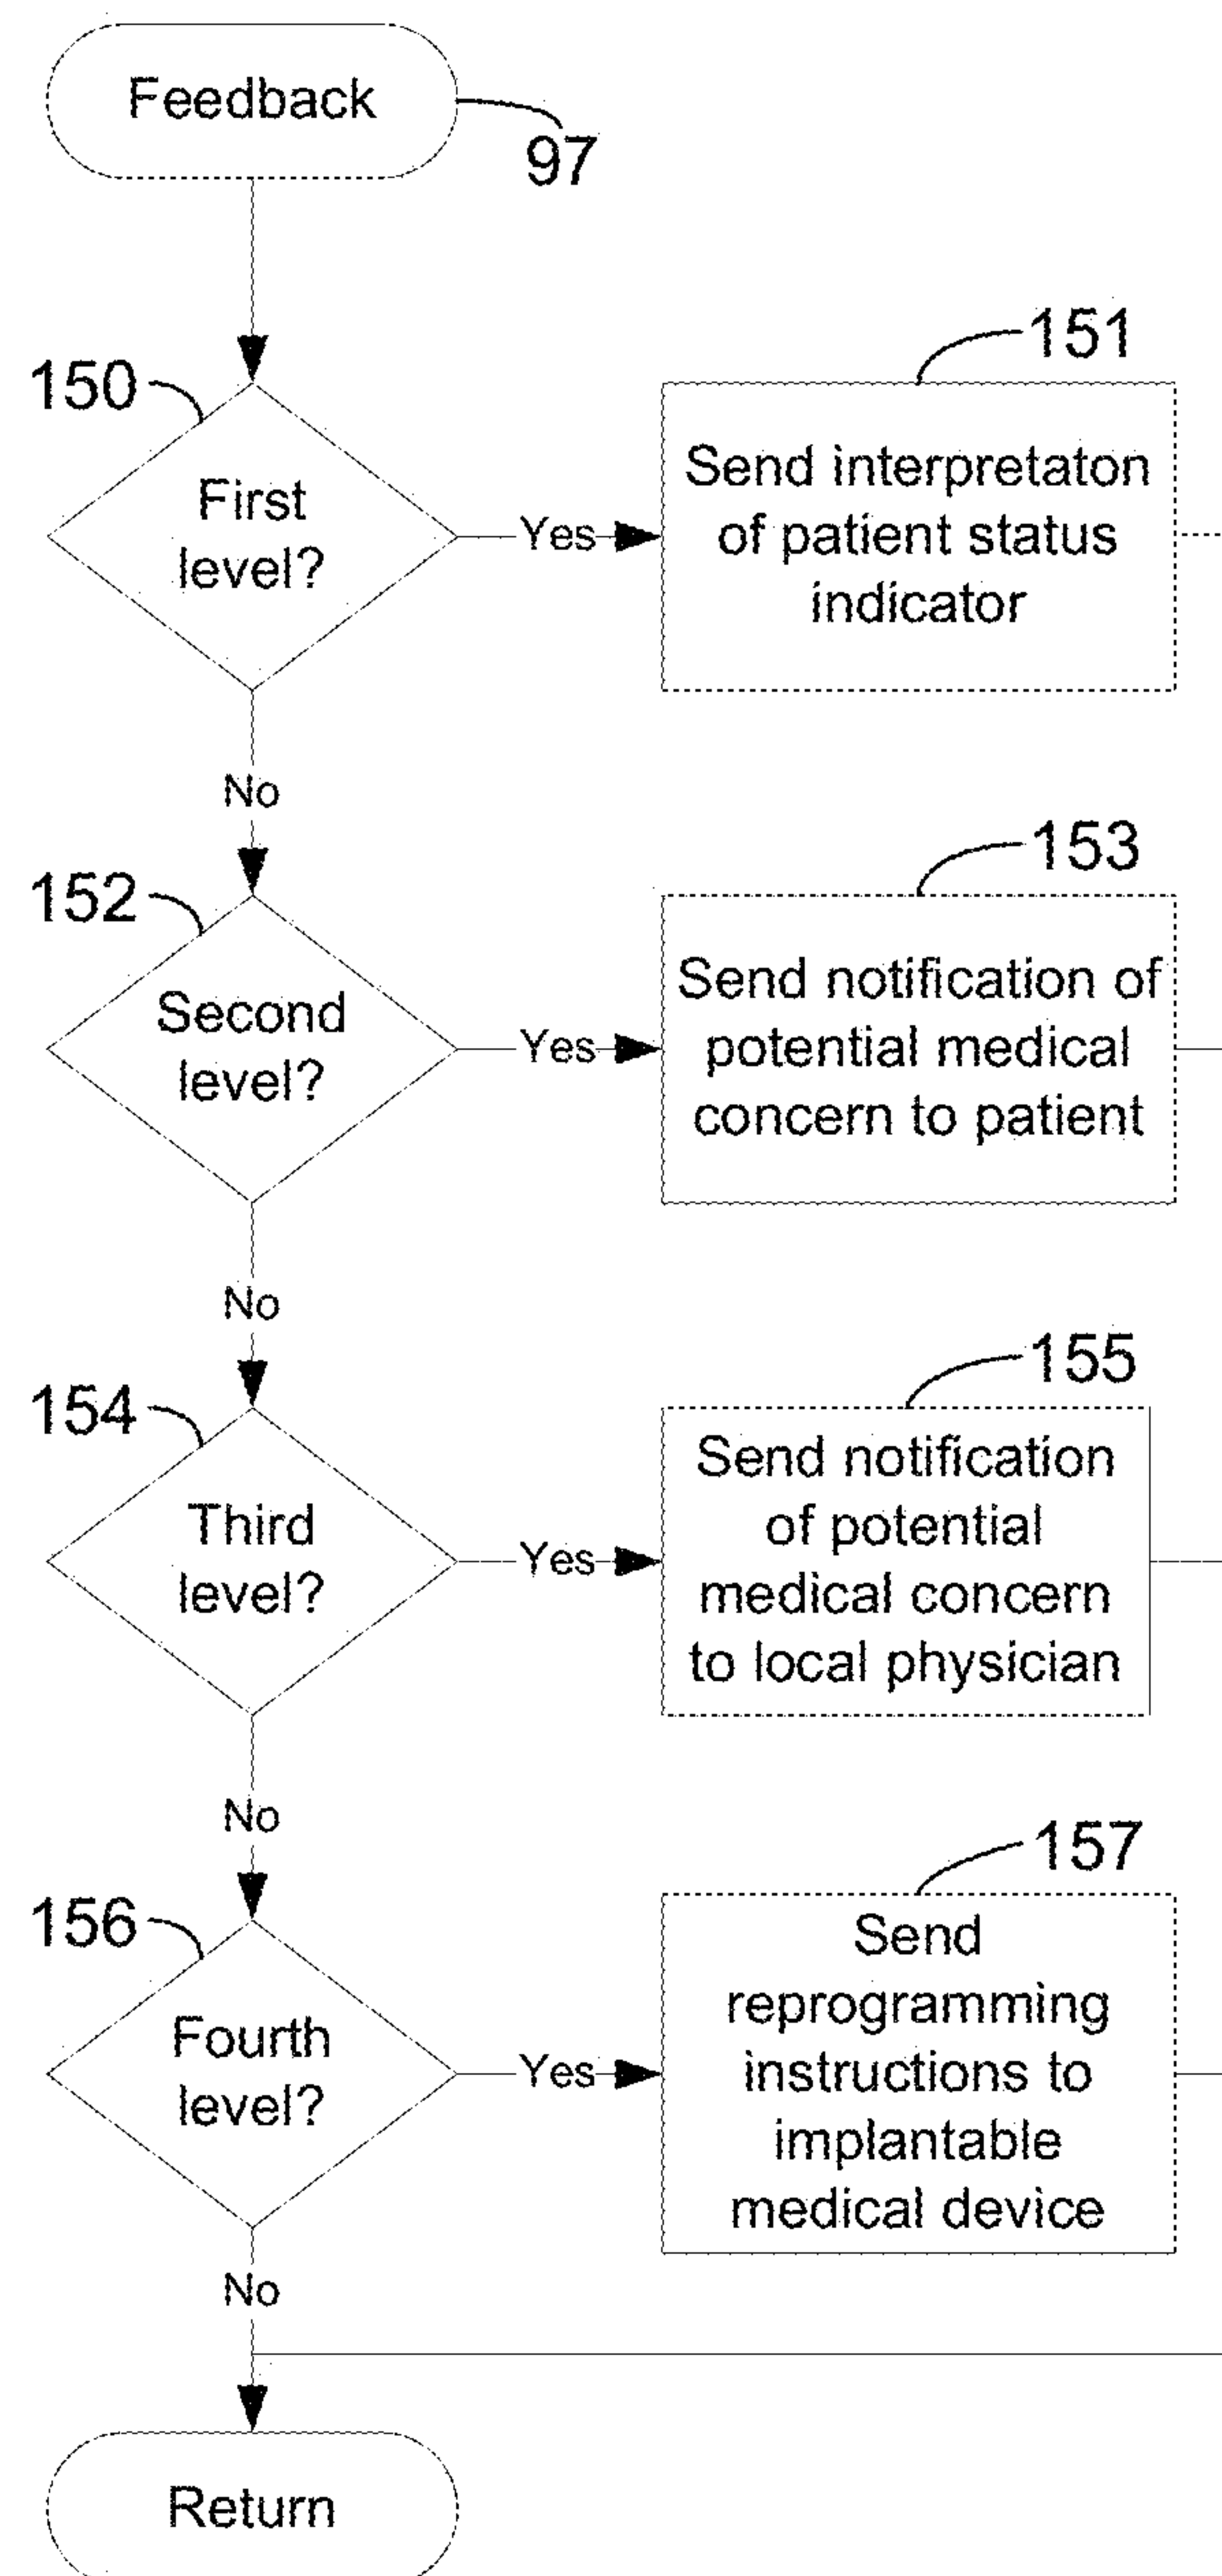 Feedback
97
150
First
level?
Yes
151
Send interpretaton
of patient status
indicator
No
152
Second
level?
Yes
153
Send notification of
potential medical
concern to patient
No
154
Third
level?
Yes
155
Send notification
of potential
medical concern
to local physician
No
156
Fourth
level?
Yes
157
Send
reprogramming
instructions to
implantable
medical device
No
Return